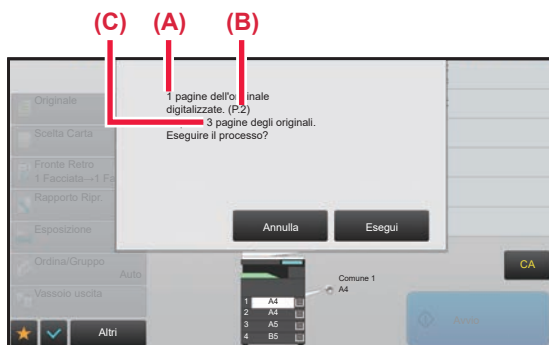 (C) (A) (B)
1 pagine dell'originale
digitalizzate. (P.2)
3 pagine degli originali.
Eseguire il processo?
Annulla
Esegui
Originale
Scelta Carta
Fronte Retro
1 Facciata→1 Fa
Rapporto Ripr.
Esposizione
Ordina/Gruppo
Auto
Vassoio uscita
Altri
Comune 1
A4
1 A4
2 A4
3 A5
4 B5
CA